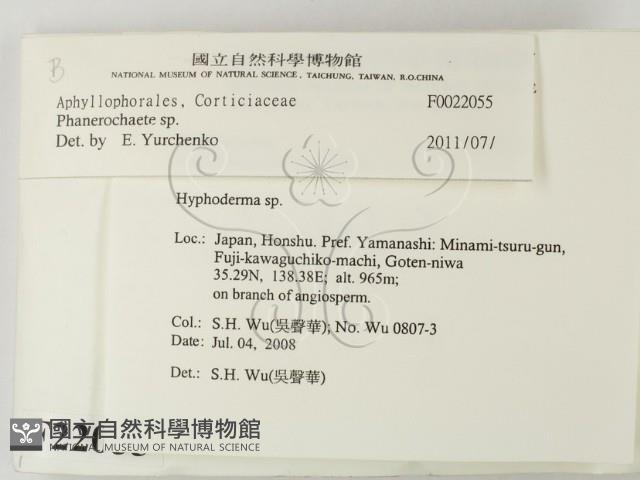 B
國立自然科學博物館
NATIONAL MUSEUM OF NATURAL SCIENCE, TAICHUNG, TAIWAN, R.O.CHINA
Aphyllophorales, Corticiaceae F0022055
Phanerochaete sp.
Det. by E. Yurchenko 2011/07/
Hyphoderma sp.
Loc.: Japan, Honshu. Pref. Yamanashi: Minami-tsuru-gun,
Fuji-kawaguchiko-machi, Goten-niwa
35.29N, 138.38E; alt. 965m;
on branch of angiosperm.
Col.: S.H. Wu(吳聲華); No. Wu 0807-3
Date: Jul. 04, 2008
Det.: S.H. Wu(吳聲華)
國立自然科學博物館
NATIONAL MUSEUM OF NATURAL SCIENCE